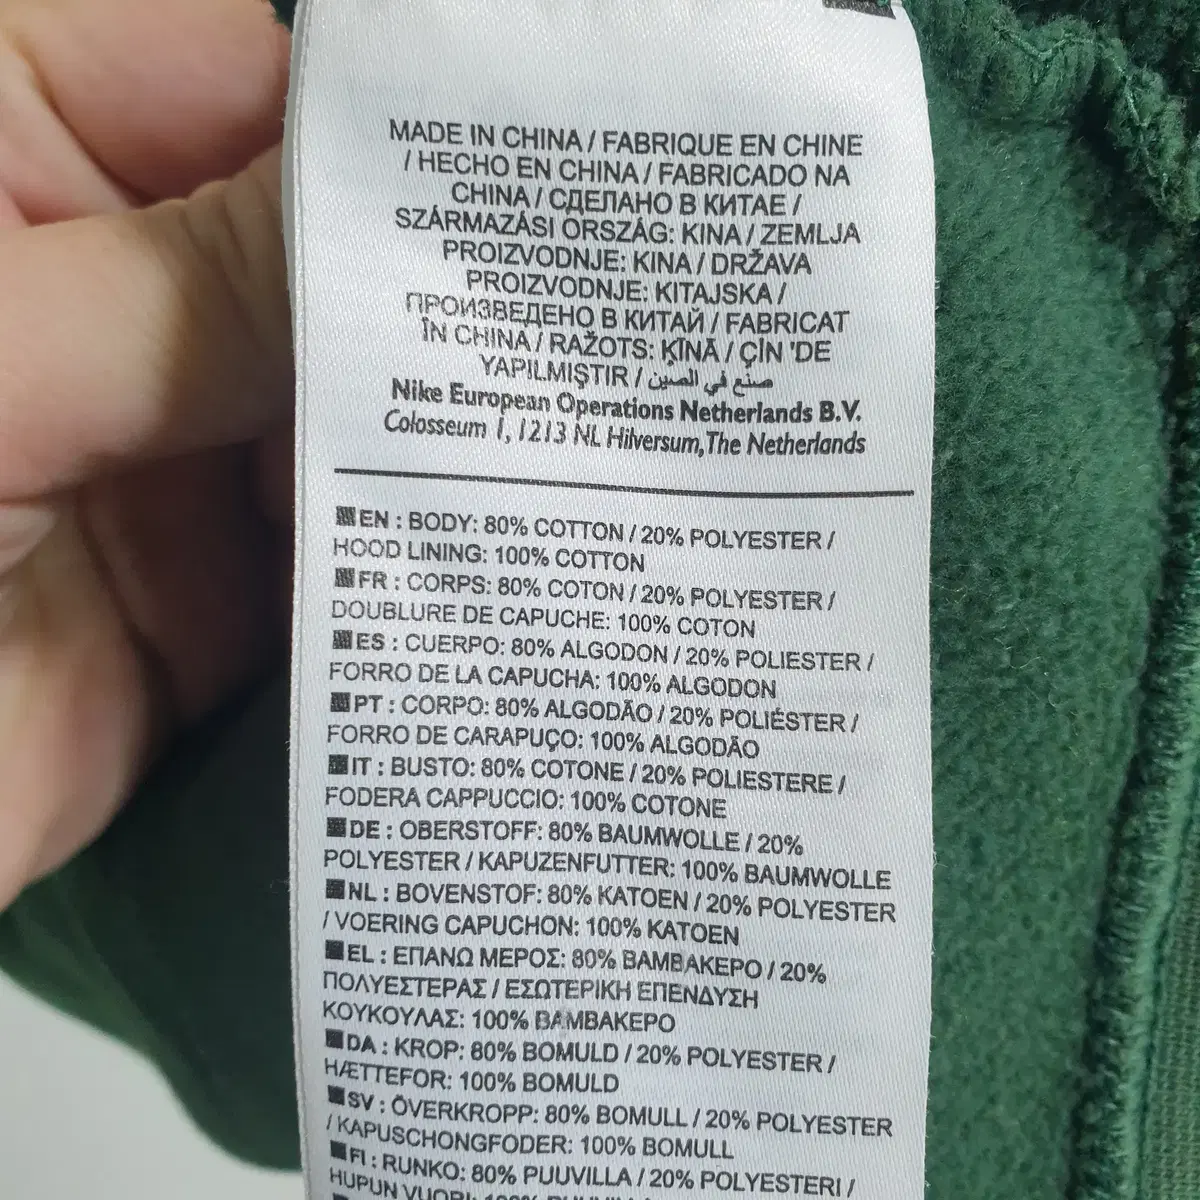 MADE IN CHINA / FABRIQUE EN CHINE
/ HECHO EN CHINA / FABRICADO NA
CHINA / СДЕЛАНО В КИТАЕ /
SZÁRMAZÁSI ORSZÁG: KINA / ZEMLJA
PROIZVODNJE: KINA / DRŽAVA
PROIZVODNJE: KITAJSKA /
ПРОИЗВЕДЕНО В КИТАЙ / FABRICAT
ÎN CHINA / RAŽOTS: ĶĪNĀ / ÇİN 'DE
YAPILMIŞTIR / صنع في الصين
Nike European Operations Netherlands B.V.
Colosseum 1, 1213 NL Hilversum, The Netherlands
EN : BODY: 80% COTTON / 20% POLYESTER /
HOOD LINING: 100% COTTON
FR : CORPS: 80% COTON / 20% POLYESTER /
DOUBLURE DE CAPUCHE: 100% COTON
ES : CUERPO: 80% ALGODON / 20% POLIESTER /
FORRO DE LA CAPUCHA: 100% ALGODON
PT : CORPO: 80% ALGODÃO / 20% POLIÉSTER /
FORRO DE CARAPUÇO: 100% ALGODÃO
IT : BUSTO: 80% COTONE / 20% POLIESTERE /
FODERA CAPPUCCIO: 100% COTONE
DE : OBERSTOFF: 80% BAUMWOLLE / 20%
POLYESTER / KAPUZENFUTTER: 100% BAUMWOLLE
NL : BOVENSTOF: 80% KATOEN / 20% POLYESTER
/ VOERING CAPUCHON: 100% KATOEN
EL : ΕΠΑΝΩ ΜΕΡΟΣ: 80% ΒΑΜΒΑΚΕΡΟ / 20%
ΠΟΛΥΕΣΤΕΡΑΣ / ΕΣΩΤΕΡΙΚΗ ΕΠΕΝΔΥΣΗ
ΚΟΥΚΟΥΛΑΣ: 100% ΒΑΜΒΑΚΕΡΟ
DA : KROP: 80% BOMULD / 20% POLYESTER /
HÆTTEFOR: 100% BOMULD
SV : ÖVERKROPP: 80% BOMULL / 20% POLYESTER
/ KAPUSCHONGFODER: 100% BOMULL
FI : RUNKO: 80% PUUVILLA / 20% POLYESTERI /
HUPUN VUORI: 100% PUUVILLA